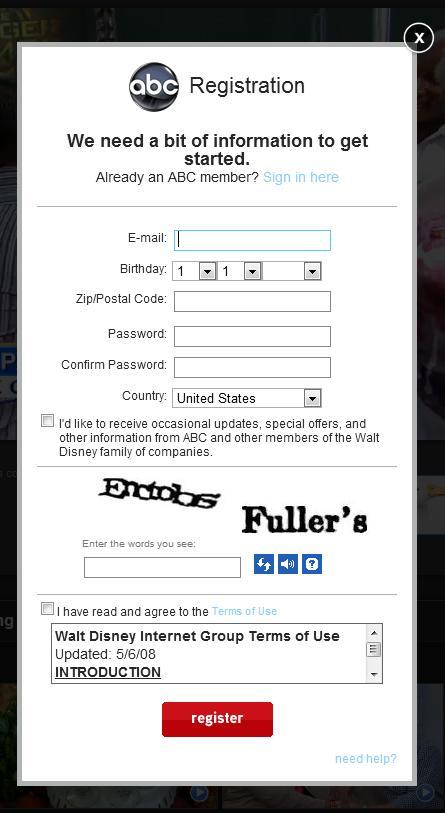 x
abc Registration
We need a bit of information to get
started.
Already an ABC member? Sign in here
E-mail:
Birthday: 1 1
Zip/Postal Code:
Password:
Confirm Password:
Country: United States
I'd like to receive occasional updates, special offers, and
other information from ABC and other members of the Walt
Disney family of companies.
Fuller's
Enter the words you see:
?
I have read and agree to the Terms of Use
Walt Disney Internet Group Terms of Use
Updated: 5/6/08
INTRODUCTION
register
need help?